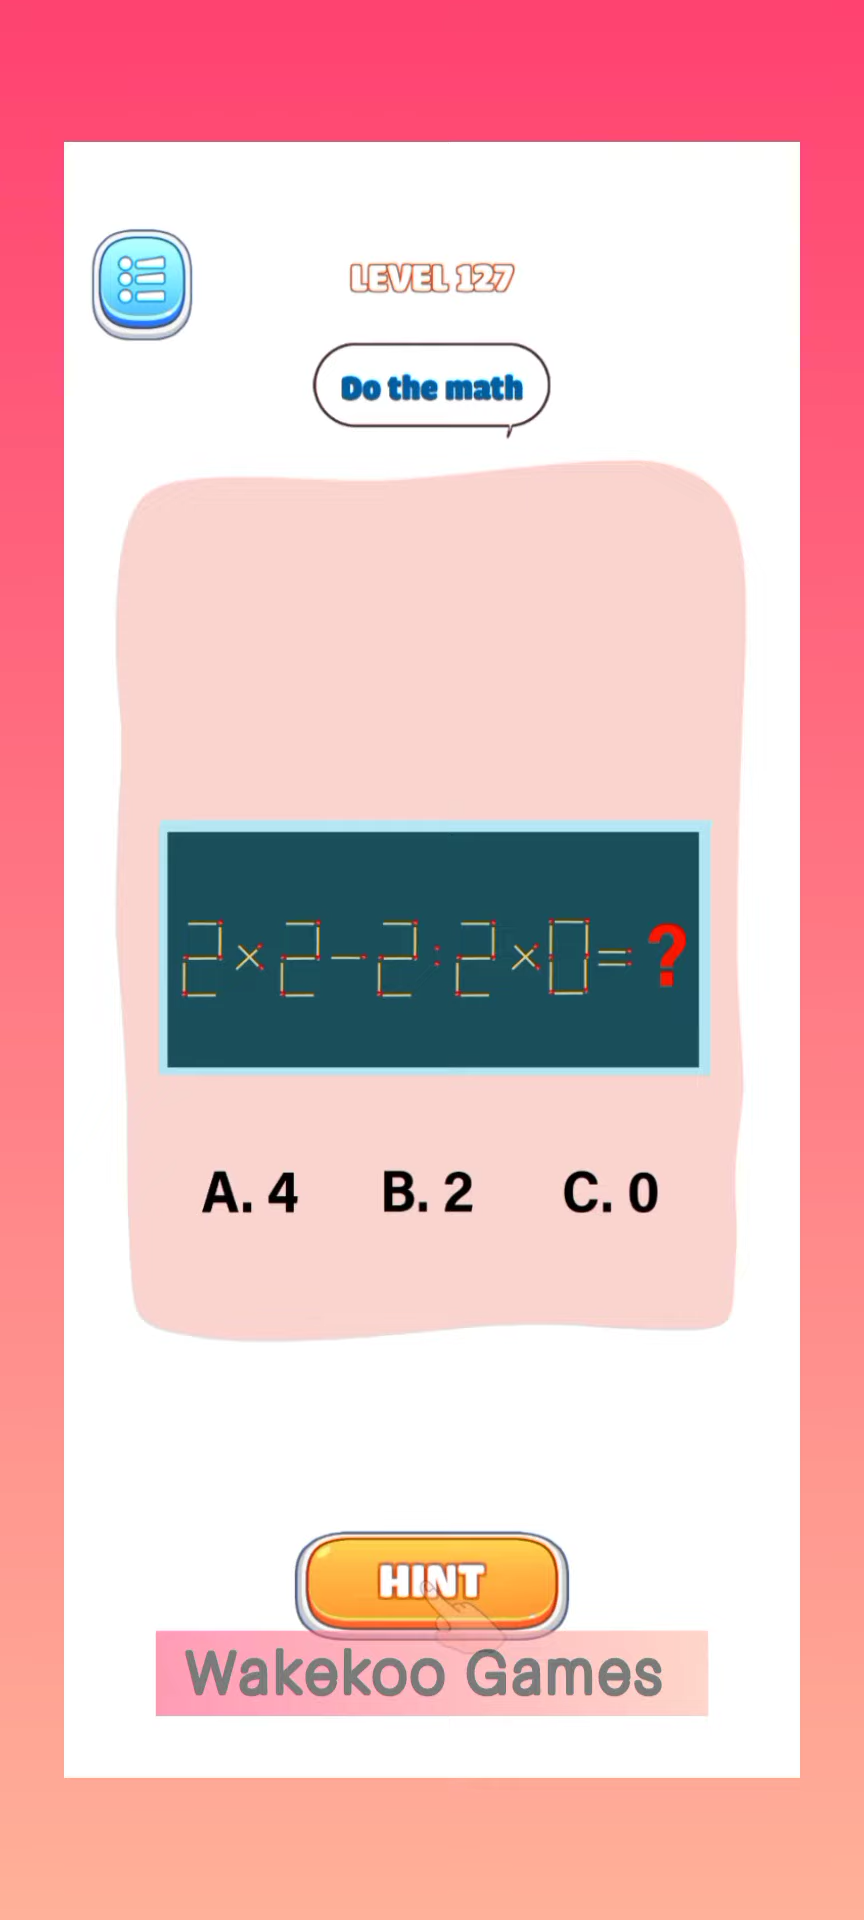 LEVEL 127
Do the math
2×2-2:2×0=?
A. 4 B. 2 C. 0
HINT
Wakekoo Games